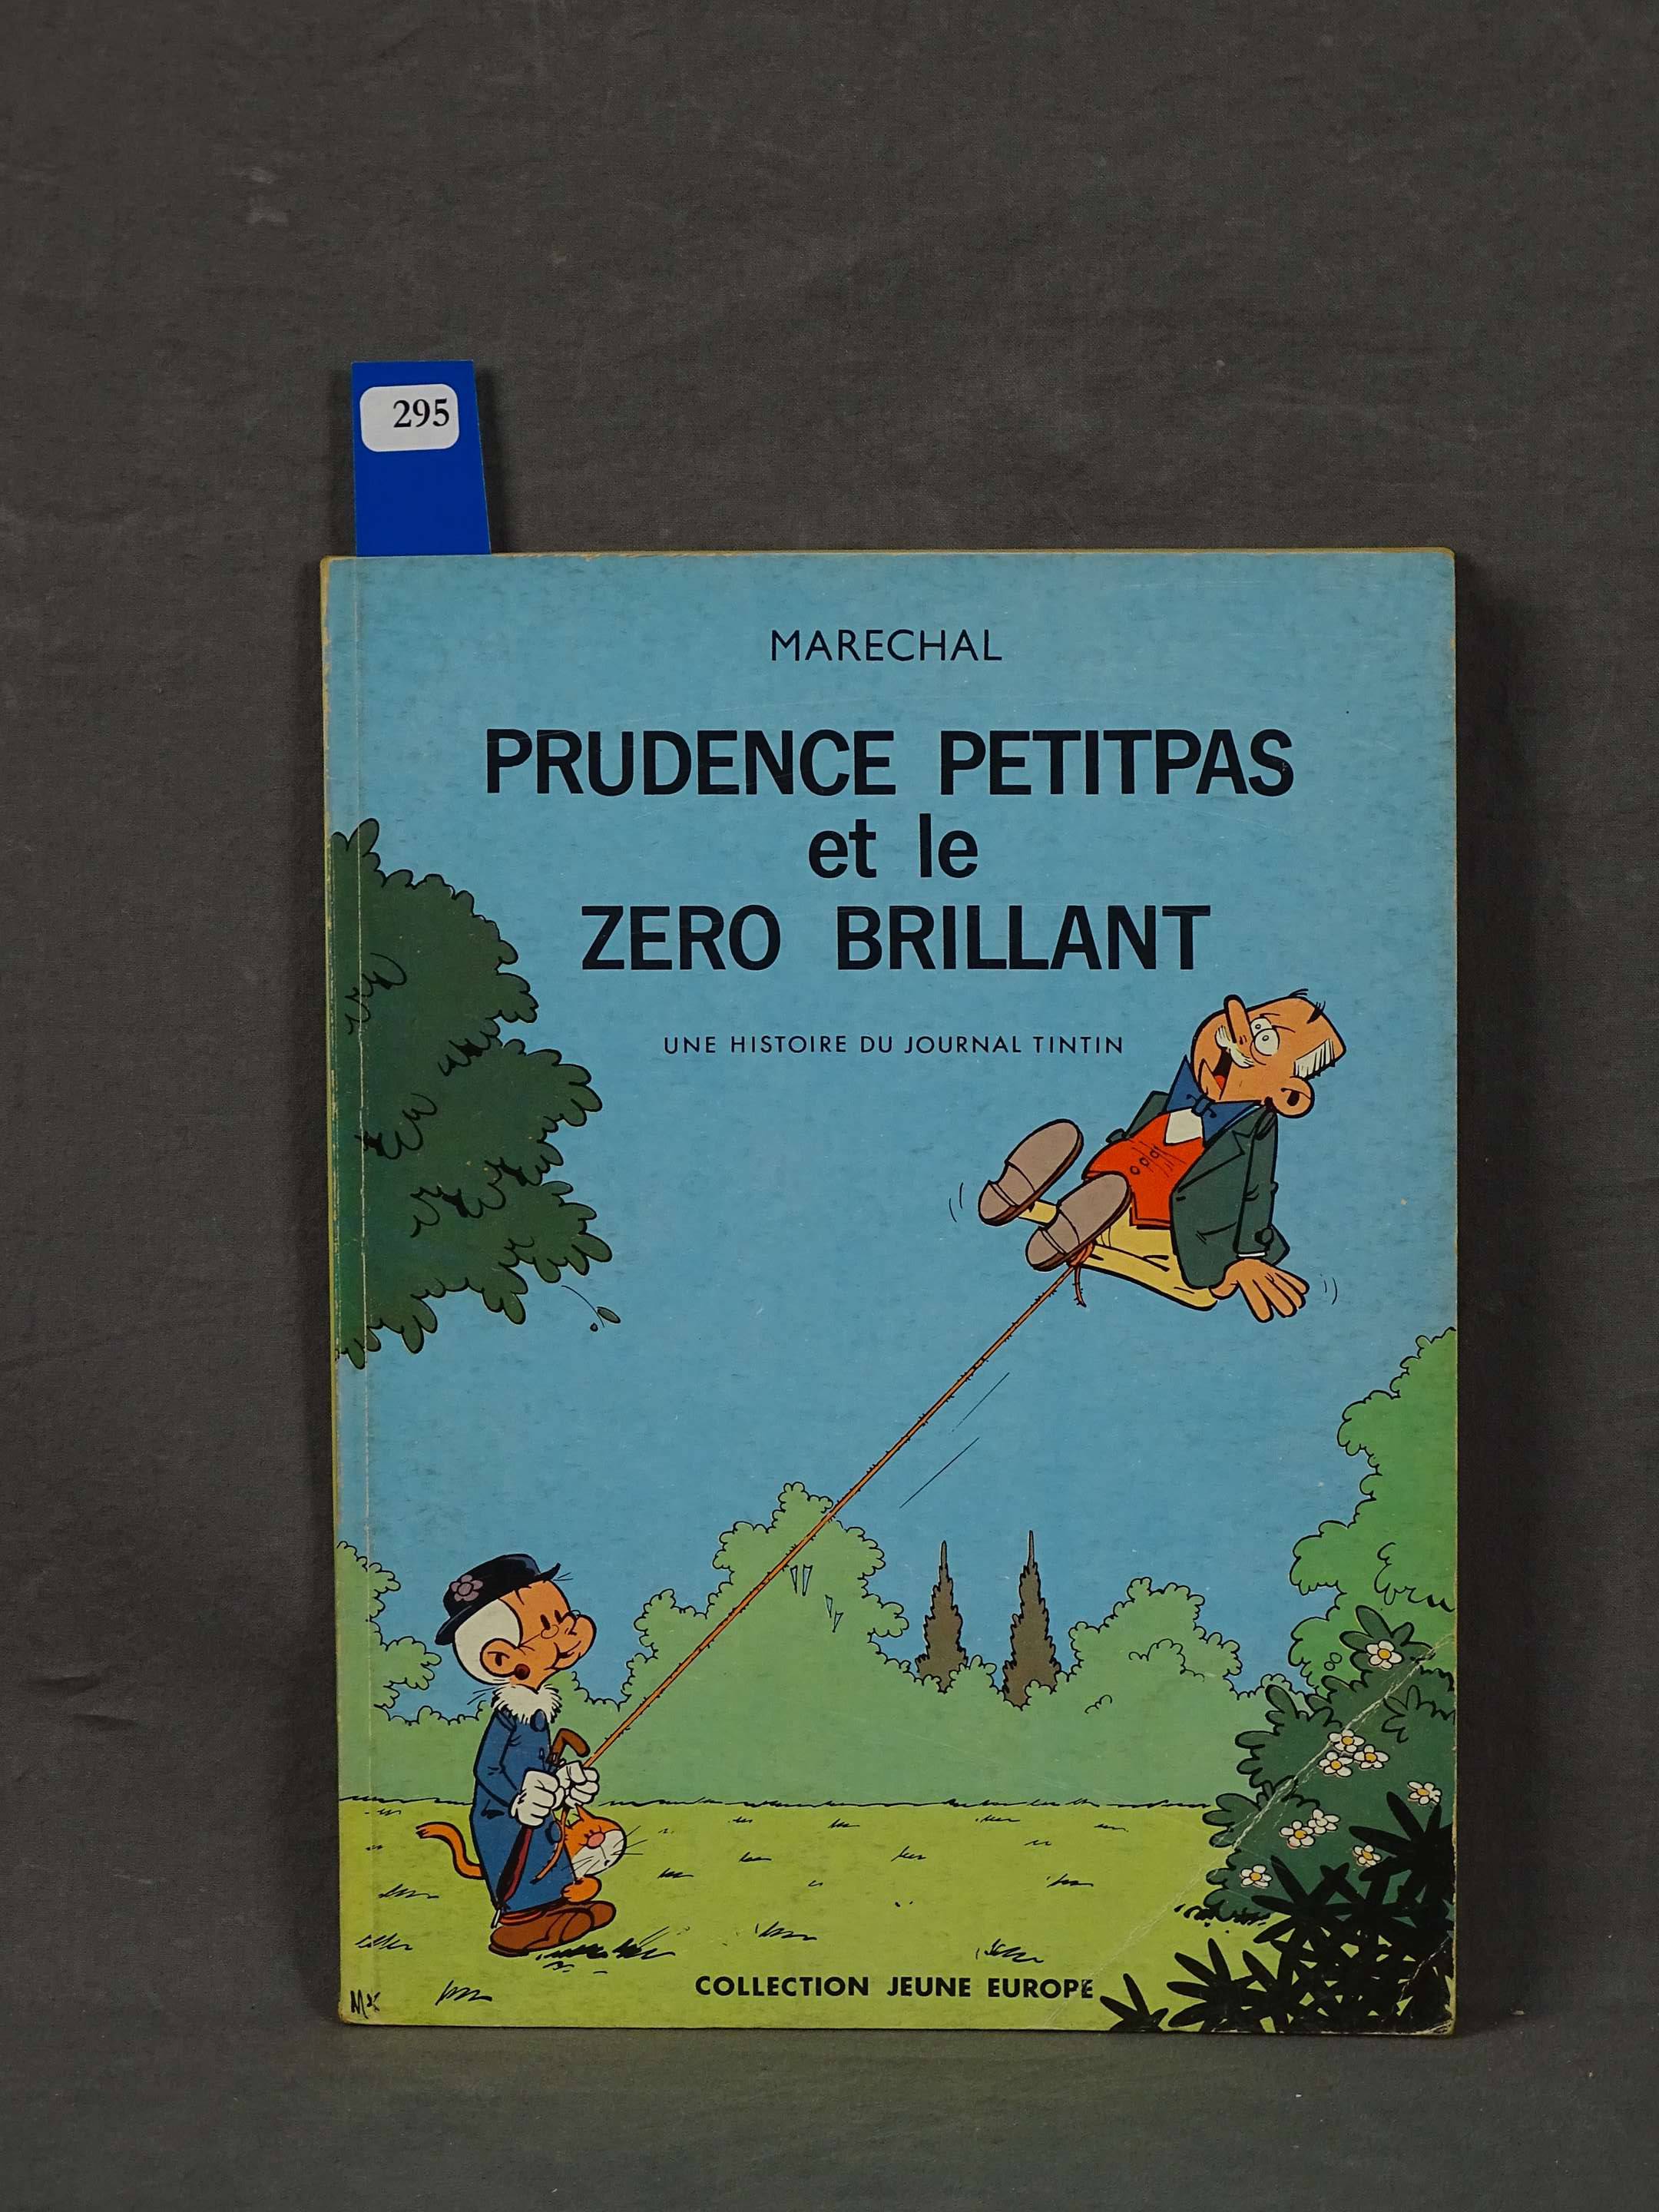 295
MARECHAL
PRUDENCE PETITPAS
et le
ZERO BRILLANT
UNE HISTOIRE DU JOURNAL TINTIN
COLLECTION JEUNE EUROPE